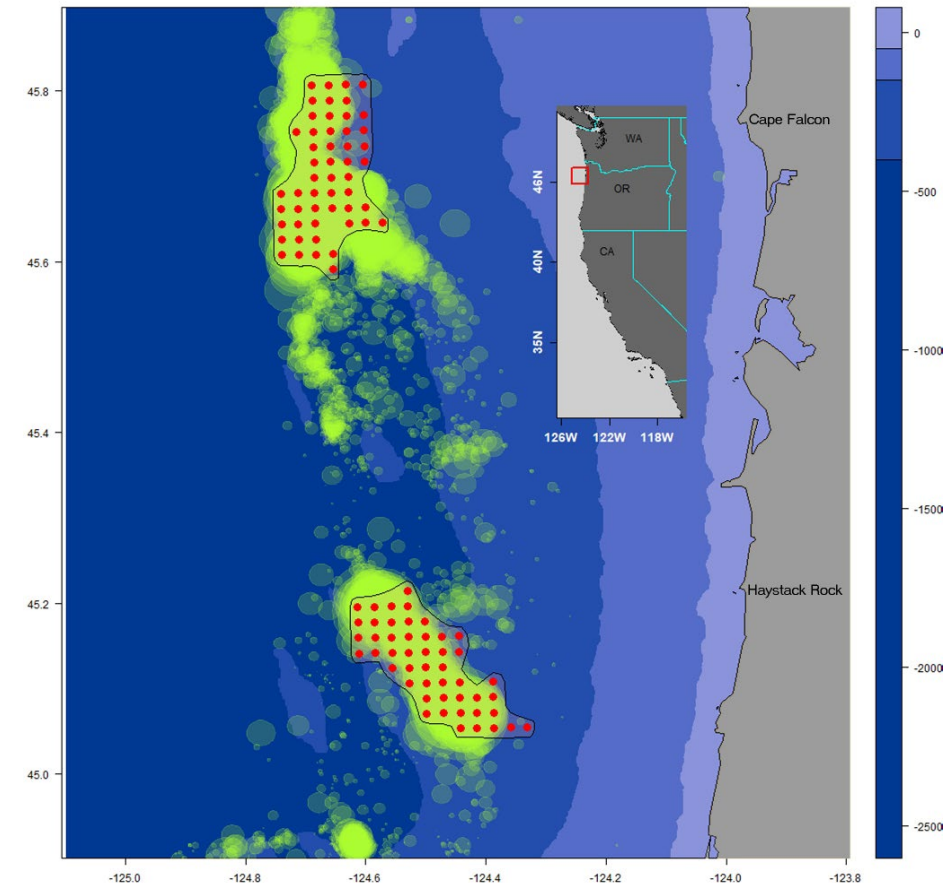 45.8
45.6
45.4
45.2
45.0
-125.0
-124.8
-124.6
-124.4
-124.2
-124.0
-123.8
Cape Falcon
Haystack Rock
WA
OR
CA
46N
40N
35N
126W
122W
118W
0
-500
-1000
-1500
-2000
-2500